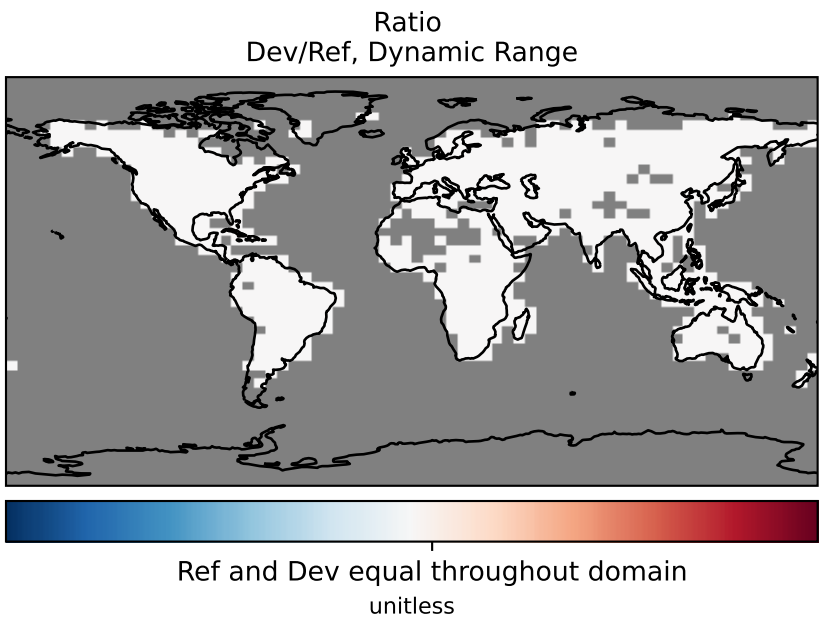 Ratio
Dev/Ref, Dynamic Range
Ref and Dev equal throughout domain
unitless